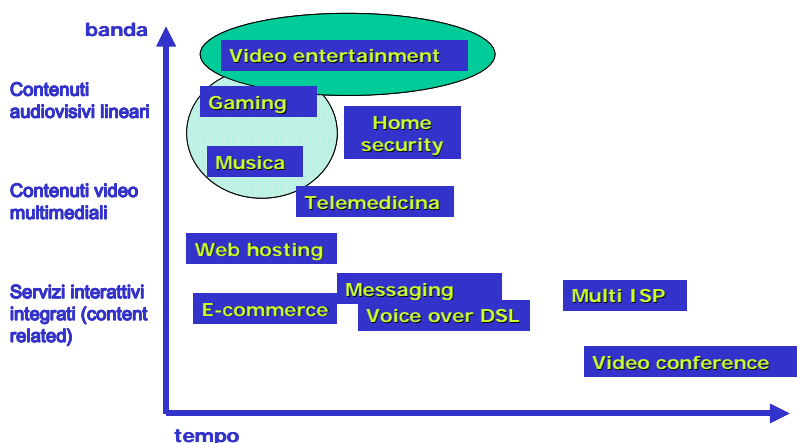 banda
Video entertainment
Contenuti
audiovisivi lineari
Gaming
Home
security
Musica
Contenuti video
multimediali
Telemedicina
Web hosting
Servizi interattivi
integrati (content
related)
Messaging
Multi ISP
E-commerce
Voice over DSL
Video conference
tempo